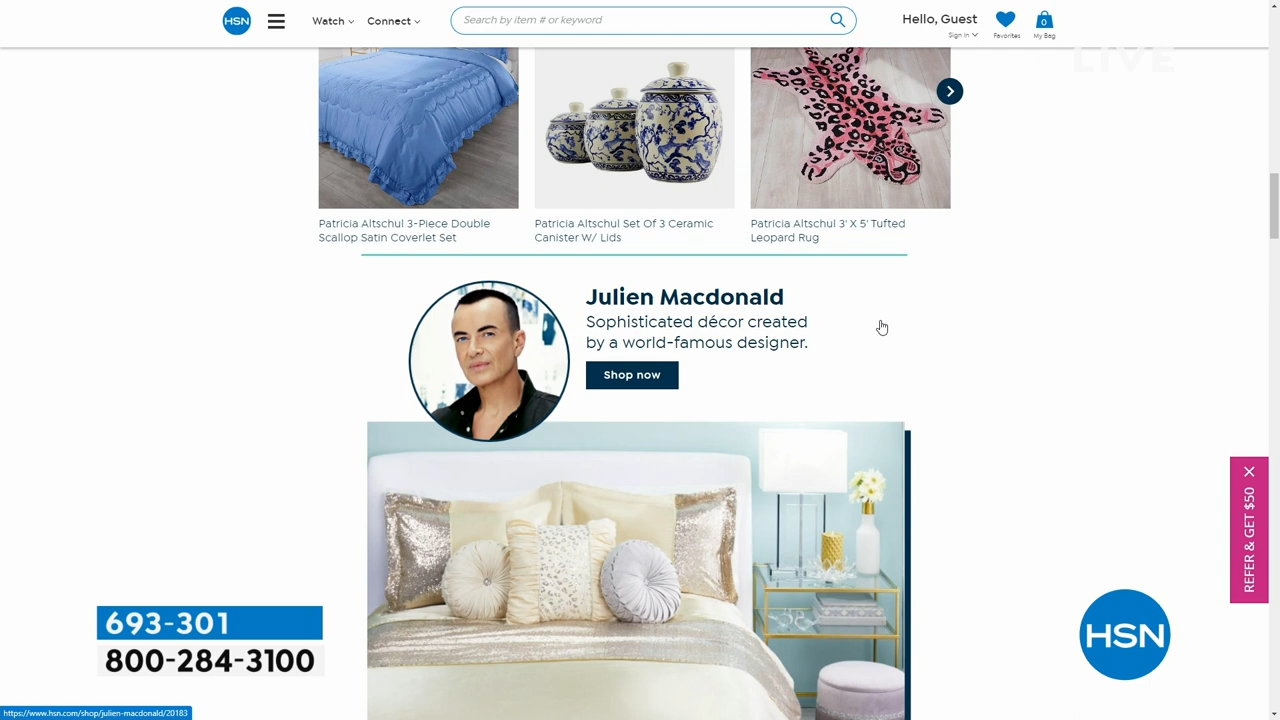 HSN
Watch
Connect
Search by item # or keyword
Hello, Guest
Sign In
Favorites
0
My Bag
LIVE
Patricia Altschul 3-Piece Double
Scallop Satin Coverlet Set
Patricia Altschul Set Of 3 Ceramic
Canister W/ Lids
Patricia Altschul 3' X 5' Tufted
Leopard Rug
Julien Macdonald
Sophisticated décor created
by a world-famous designer.
Shop now
REFER & GET $50
693-301
800-284-3100
HSN
https://www.hsn.com/shop/julien-macdonald/20183